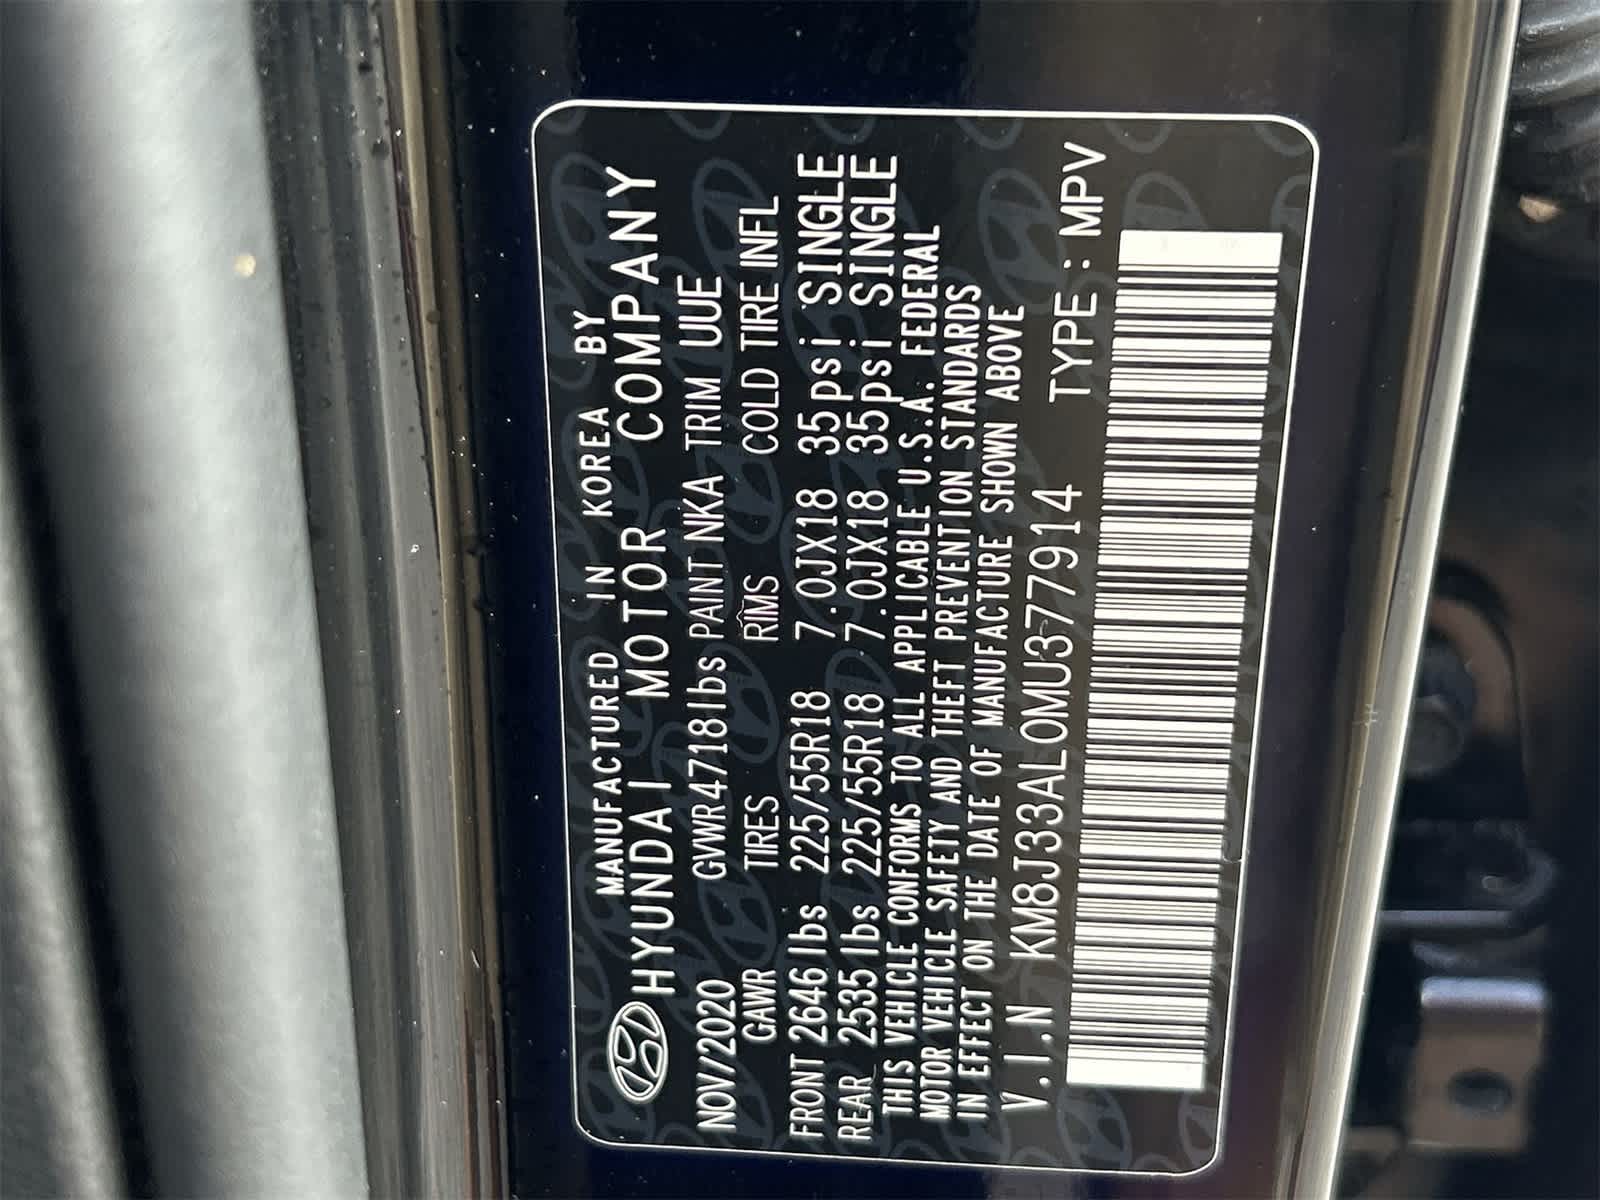 MANUFACTURED IN KOREA BY
HYUNDAI MOTOR COMPANY
NOV/2020 GVWR4718lbs PAINT NKA TRIM UUE
GAWR TIRES RIMS COLD TIRE INFL
FRONT 2646lbs 225/55R18 7.0JX18 35psi SINGLE
REAR 2535lbs 225/55R18 7.0JX18 35psi SINGLE
THIS VEHICLE CONFORMS TO ALL APPLICABLE U.S.A. FEDERAL
MOTOR VEHICLE SAFETY AND THEFT PREVENTION STANDARDS
IN EFFECT ON THE DATE OF MANUFACTURE SHOWN ABOVE
V.I.N KM8J33AL0MU377914 TYPE : MPV